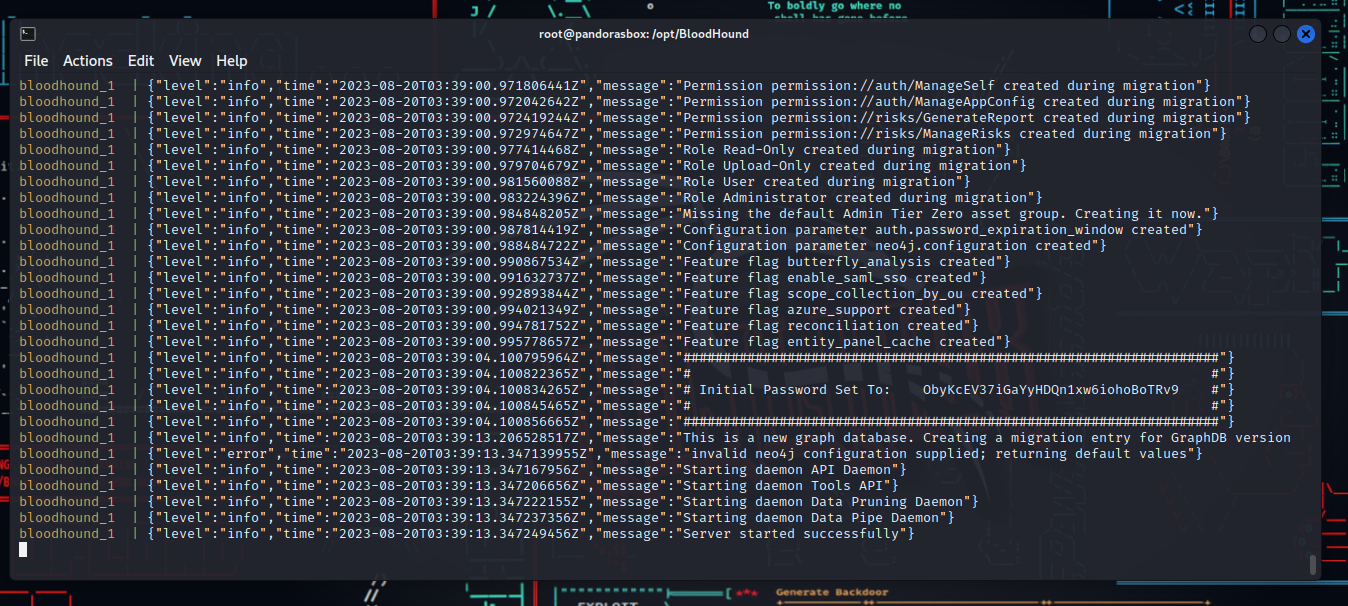 To boldly go where no
shell has gone before
root@pandorasbox: /opt/BloodHound
File Actions Edit View Help
bloodhound_1 | {"level":"info","time":"2023-08-20T03:39:00.971806441Z","message":"Permission permission://auth/ManageSelf created during migration"}
bloodhound_1 | {"level":"info","time":"2023-08-20T03:39:00.972042642Z","message":"Permission permission://auth/ManageAppConfig created during migration"}
bloodhound_1 | {"level":"info","time":"2023-08-20T03:39:00.972419244Z","message":"Permission permission://risks/GenerateReport created during migration"}
bloodhound_1 | {"level":"info","time":"2023-08-20T03:39:00.972974647Z","message":"Permission permission://risks/ManageRisks created during migration"}
bloodhound_1 | {"level":"info","time":"2023-08-20T03:39:00.977414468Z","message":"Role Read-Only created during migration"}
bloodhound_1 | {"level":"info","time":"2023-08-20T03:39:00.979704679Z","message":"Role Upload-Only created during migration"}
bloodhound_1 | {"level":"info","time":"2023-08-20T03:39:00.981560088Z","message":"Role User created during migration"}
bloodhound_1 | {"level":"info","time":"2023-08-20T03:39:00.983224396Z","message":"Role Administrator created during migration"}
bloodhound_1 | {"level":"info","time":"2023-08-20T03:39:00.984848205Z","message":"Missing the default Admin Tier Zero asset group. Creating it now."}
bloodhound_1 | {"level":"info","time":"2023-08-20T03:39:00.987814419Z","message":"Configuration parameter auth.password_expiration_window created"}
bloodhound_1 | {"level":"info","time":"2023-08-20T03:39:00.988484722Z","message":"Configuration parameter neo4j.configuration created"}
bloodhound_1 | {"level":"info","time":"2023-08-20T03:39:00.990867534Z","message":"Feature flag butterfly_analysis created"}
bloodhound_1 | {"level":"info","time":"2023-08-20T03:39:00.991632737Z","message":"Feature flag enable_saml_sso created"}
bloodhound_1 | {"level":"info","time":"2023-08-20T03:39:00.992893844Z","message":"Feature flag scope_collection_by_ou created"}
bloodhound_1 | {"level":"info","time":"2023-08-20T03:39:00.994021349Z","message":"Feature flag azure_support created"}
bloodhound_1 | {"level":"info","time":"2023-08-20T03:39:00.994781752Z","message":"Feature flag reconciliation created"}
bloodhound_1 | {"level":"info","time":"2023-08-20T03:39:00.995778657Z","message":"Feature flag entity_panel_cache created"}
bloodhound_1 | {"level":"info","time":"2023-08-20T03:39:04.100795964Z","message":"###################################################################"}
bloodhound_1 | {"level":"info","time":"2023-08-20T03:39:04.100822365Z","message":"# #"}
bloodhound_1 | {"level":"info","time":"2023-08-20T03:39:04.100834265Z","message":"# Initial Password Set To: ObyKcEV37iGaYyHDQn1xw6iohoBoTRv9 #"}
bloodhound_1 | {"level":"info","time":"2023-08-20T03:39:04.100845465Z","message":"# #"}
bloodhound_1 | {"level":"info","time":"2023-08-20T03:39:04.100856665Z","message":"###################################################################"}
bloodhound_1 | {"level":"info","time":"2023-08-20T03:39:13.206528517Z","message":"This is a new graph database. Creating a migration entry for GraphDB version
bloodhound_1 | {"level":"error","time":"2023-08-20T03:39:13.347139955Z","message":"invalid neo4j configuration supplied; returning default values"}
bloodhound_1 | {"level":"info","time":"2023-08-20T03:39:13.347167956Z","message":"Starting daemon API Daemon"}
bloodhound_1 | {"level":"info","time":"2023-08-20T03:39:13.347206656Z","message":"Starting daemon Tools API"}
bloodhound_1 | {"level":"info","time":"2023-08-20T03:39:13.347222155Z","message":"Starting daemon Data Pruning Daemon"}
bloodhound_1 | {"level":"info","time":"2023-08-20T03:39:13.347237356Z","message":"Starting daemon Data Pipe Daemon"}
bloodhound_1 | {"level":"info","time":"2023-08-20T03:39:13.347249456Z","message":"Server started successfully"}
Generate Backdoor
EXPLOIT